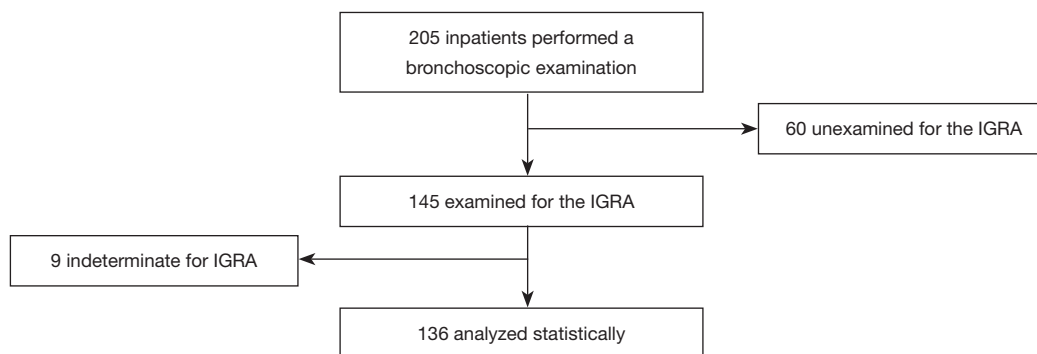 205 inpatients performed a
bronchoscopic examination
60 unexamined for the IGRA
145 examined for the IGRA
9 indeterminate for IGRA
136 analyzed statistically